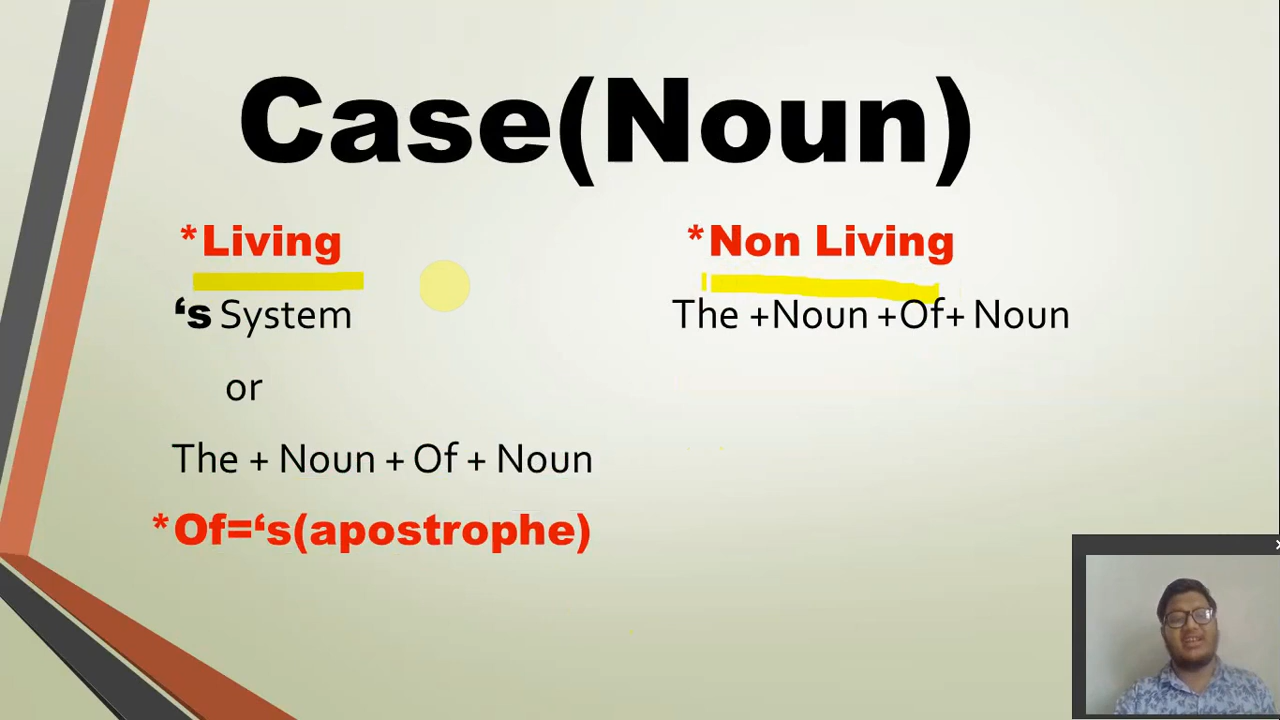 Case(Noun)
*Living
‘s System
or
The + Noun + Of + Noun
*Of=‘s(apostrophe)
*Non Living
The +Noun +Of+ Noun